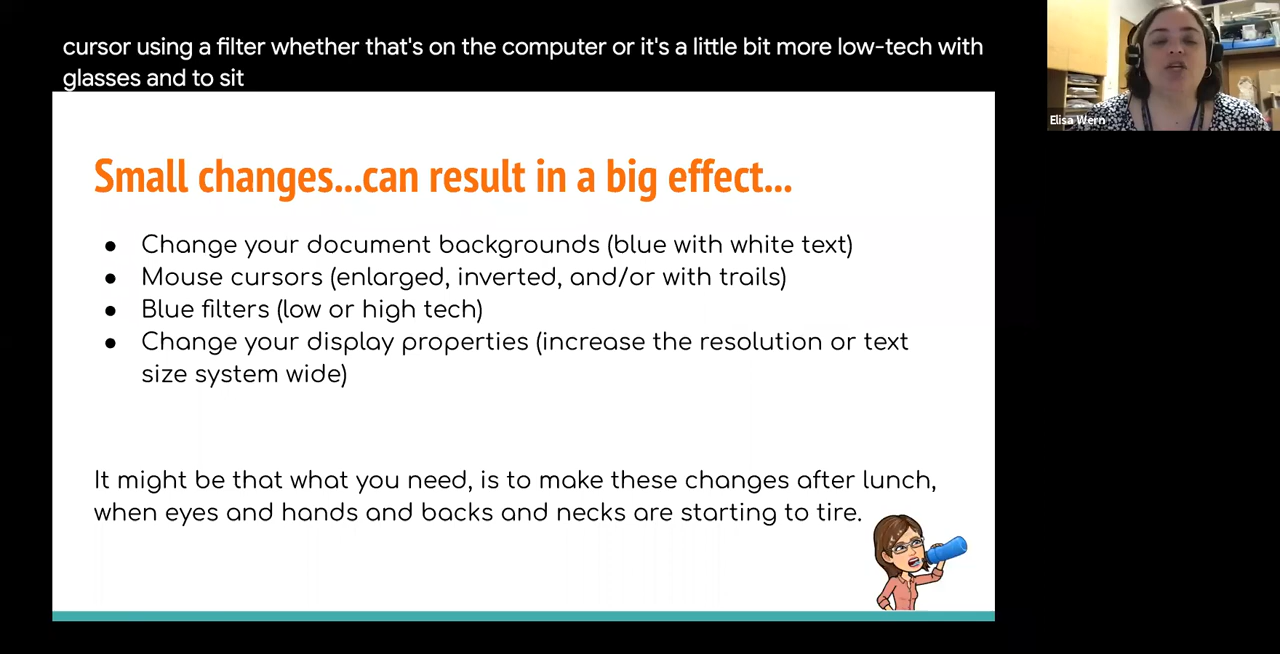 cursor using a filter whether that's on the computer or it's a little bit more low-tech with
glasses and to sit
Elisa Wern
Small changes...can result in a big effect...
● Change your document backgrounds (blue with white text)
● Mouse cursors (enlarged, inverted, and/or with trails)
● Blue filters (low or high tech)
● Change your display properties (increase the resolution or text
size system wide)
It might be that what you need, is to make these changes after lunch,
when eyes and hands and backs and necks are starting to tire.